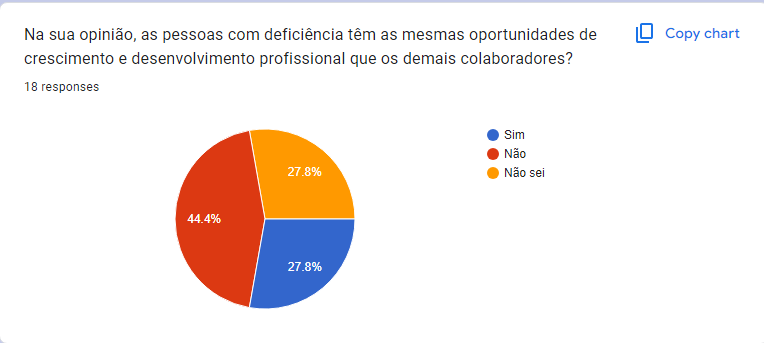 Na sua opinião, as pessoas com deficiência têm as mesmas oportunidades de
crescimento e desenvolvimento profissional que os demais colaboradores?
Copy chart
18 responses
Sim
Não
Não sei
27.8%
44.4%
27.8%